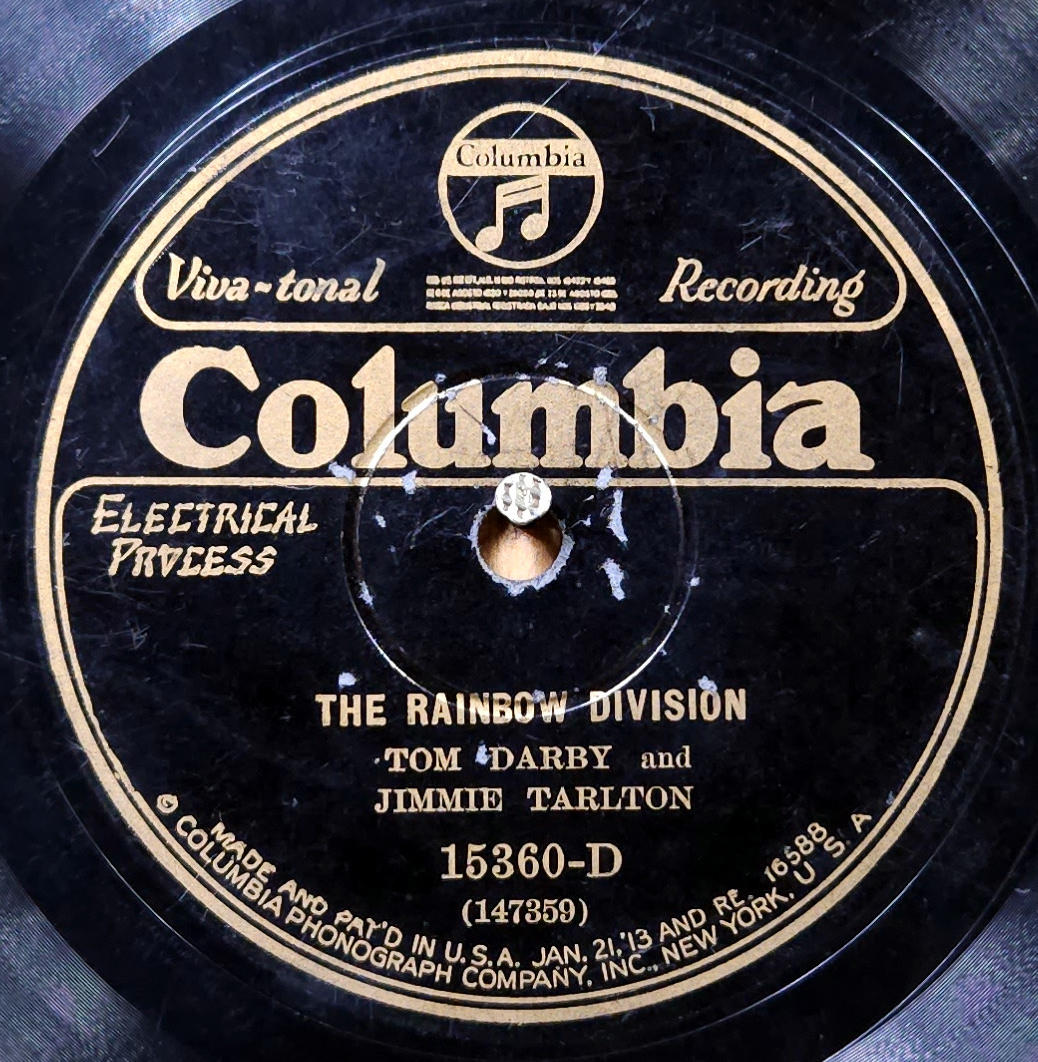 Columbia
Viva-tonal
Recording
Columbia
ELECTRICAL
PROCESS
THE RAINBOW DIVISION
TOM DARBY and
JIMMIE TARLTON
15360-D
(147359)
MADE AND PAT'D IN U.S.A. JAN. 21,'13 AND RE. 16588
COLUMBIA PHONOGRAPH COMPANY, INC., NEW YORK, U. S. A